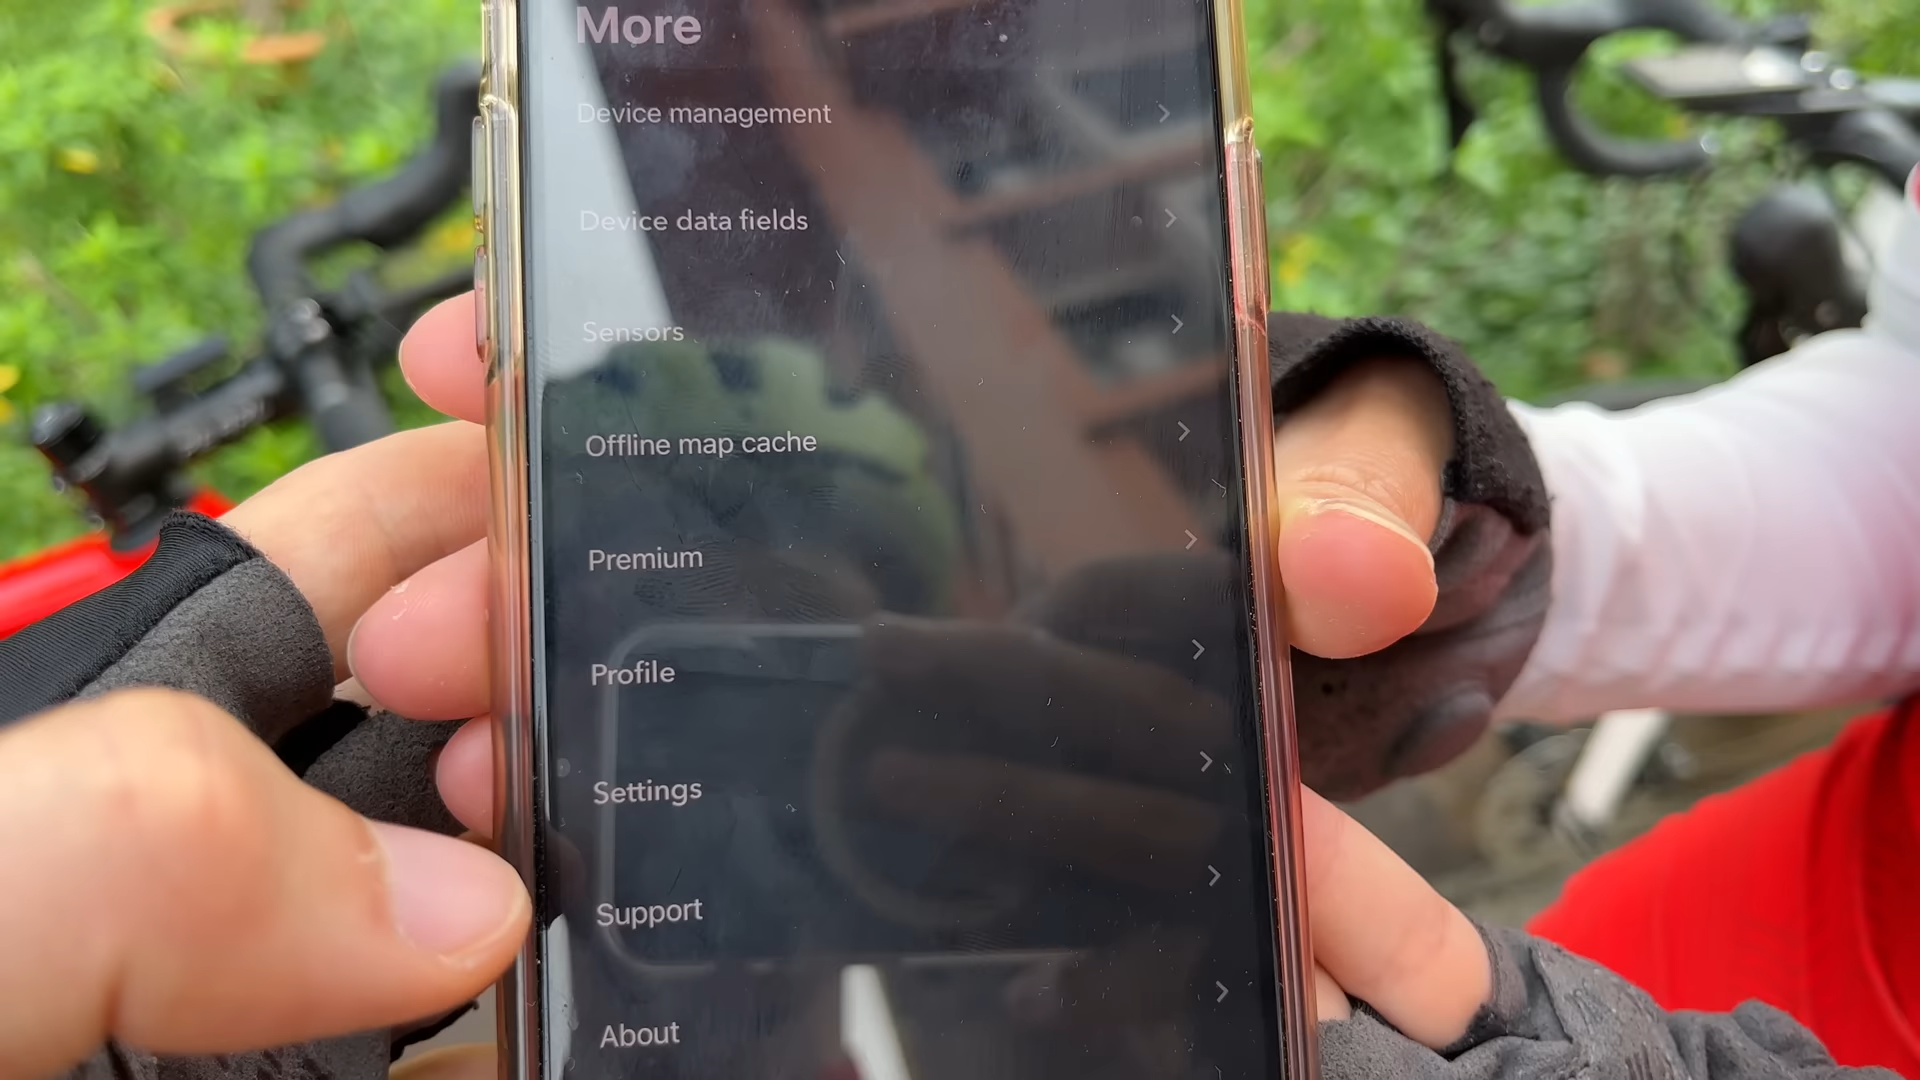 More
Device management
Device data fields
Sensors
Offline map cache
Premium
Profile
Settings
Support
About